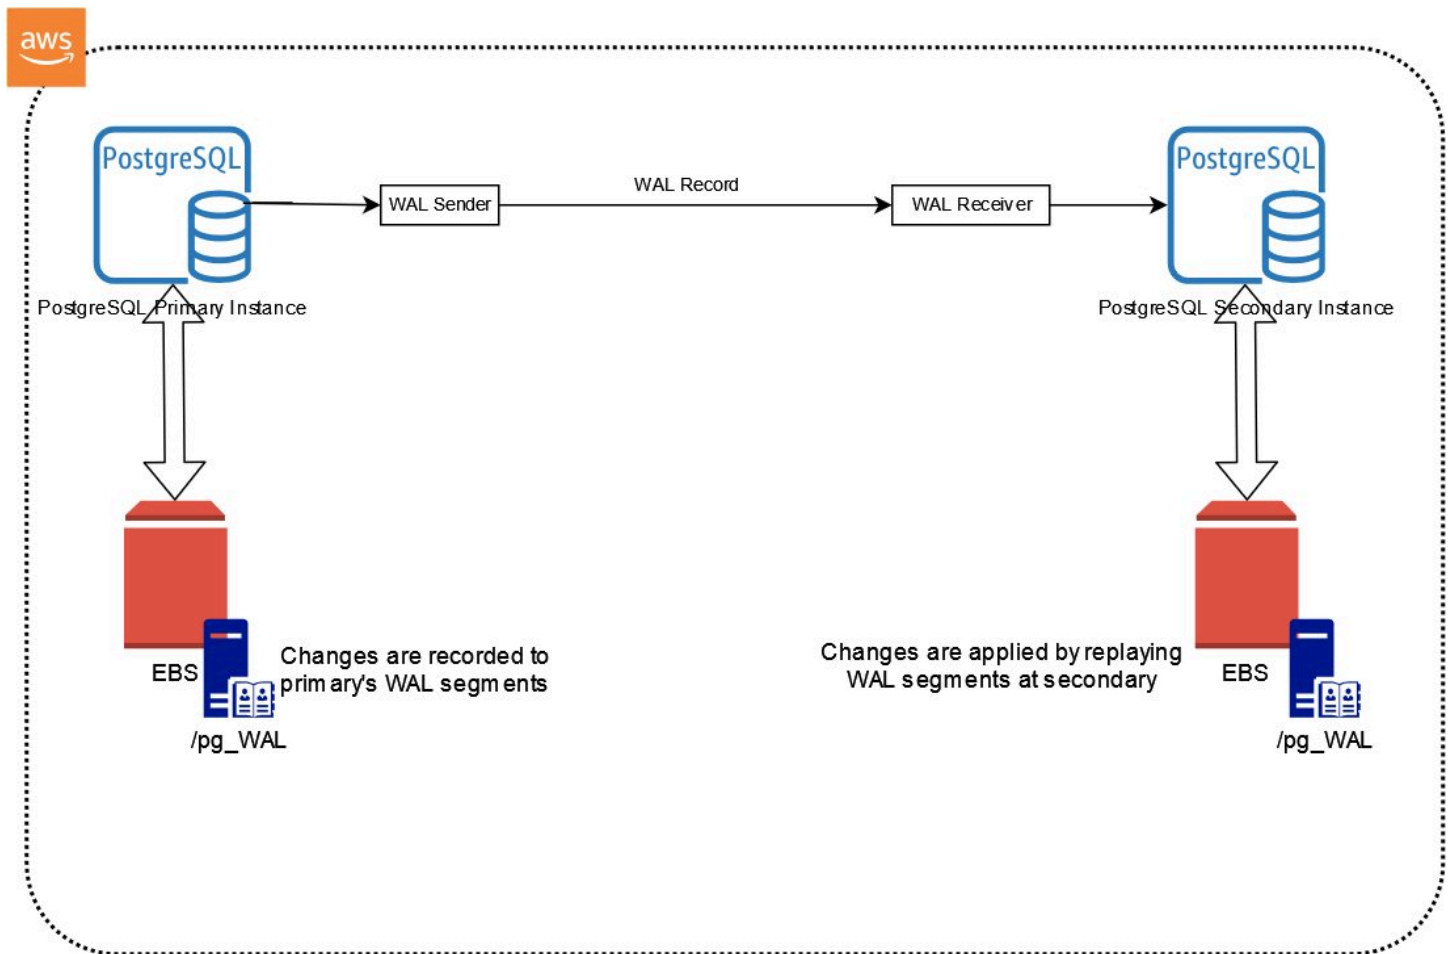 aws
PostgreSQL
PostgreSQL
WAL Sender
WAL Record
WAL Receiver
PostgreSQL Primary Instance
PostgreSQL Secondary Instance
EBS
Changes are recorded to
primary's WAL segments
/pg_WAL
Changes are applied by replaying
WAL segments at secondary
EBS
/pg_WAL